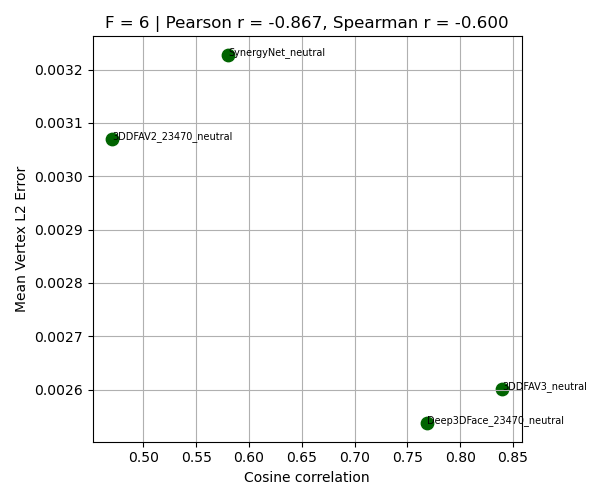 F = 6 | Pearson r = -0.867, Spearman r = -0.600
SynergyNet_neutral
3DDFAV2_23470_neutral
3DDFAV3_neutral
Deep3DFace_23470_neutral
Mean Vertex L2 Error
0.0032
0.0031
0.0030
0.0029
0.0028
0.0027
0.0026
0.50 0.55 0.60 0.65 0.70 0.75 0.80 0.85
Cosine correlation